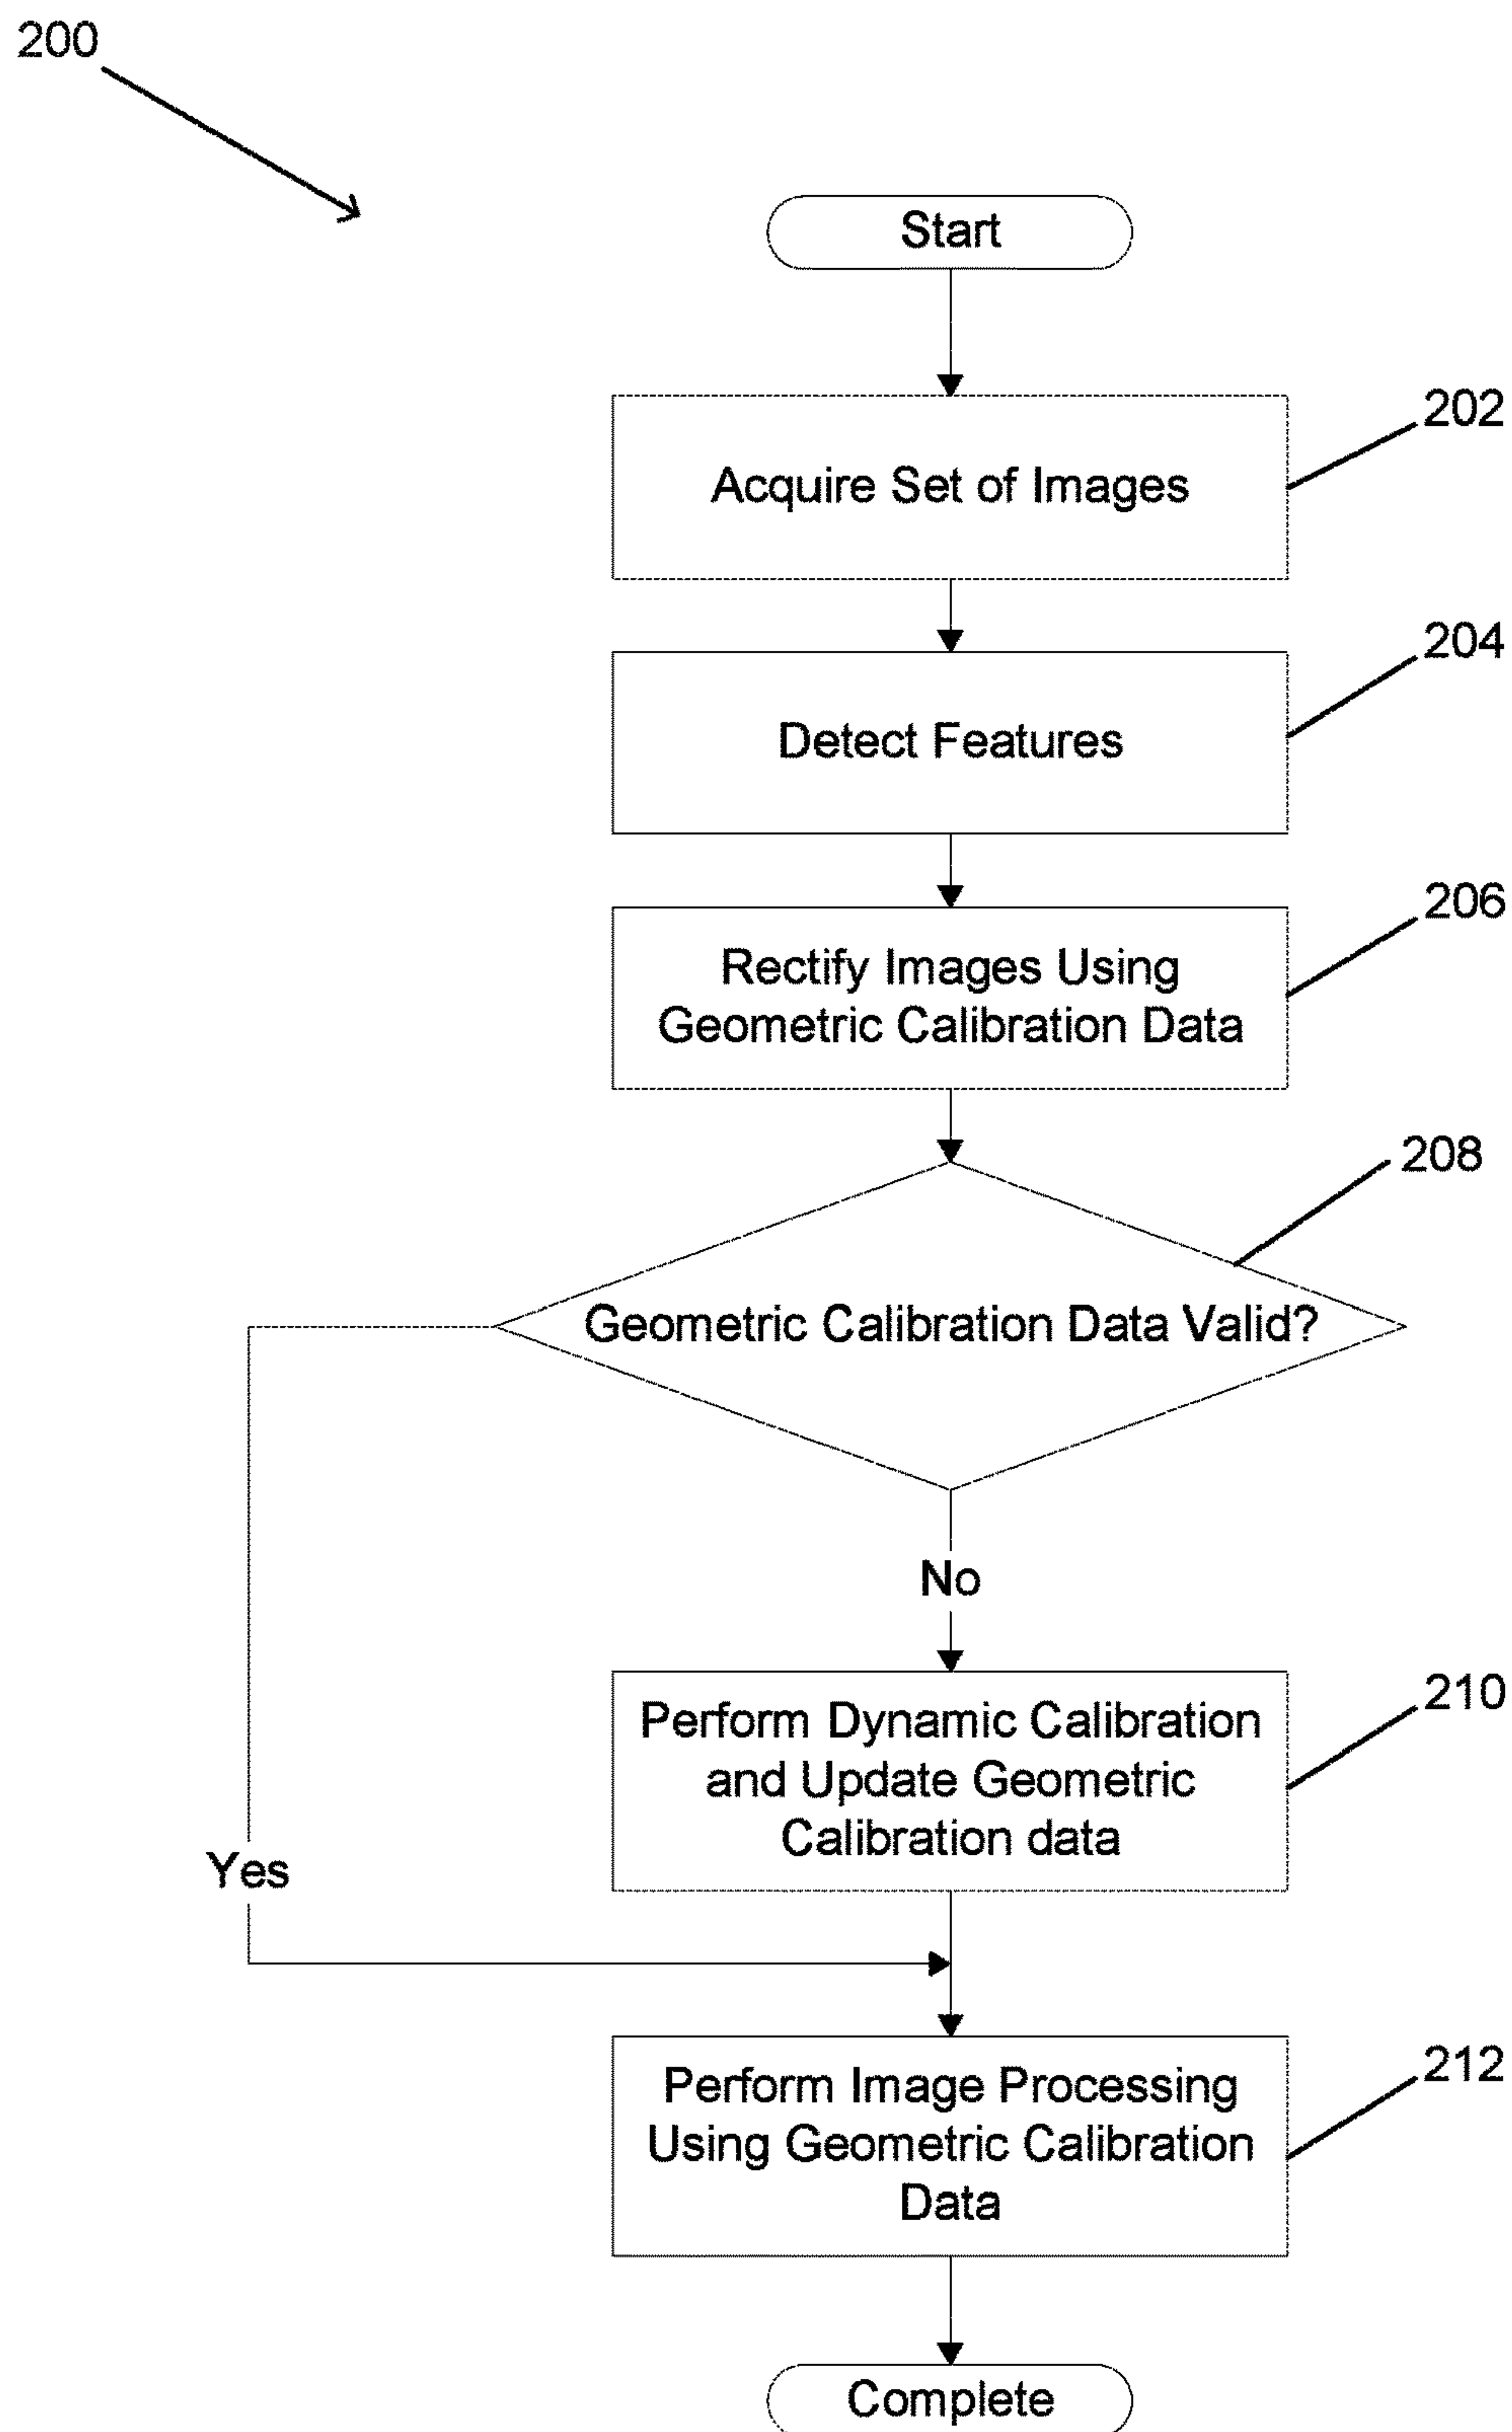 200
Start
202
Acquire Set of Images
204
Detect Features
206
Rectify Images Using
Geometric Calibration Data
208
Geometric Calibration Data Valid?
No
210
Perform Dynamic Calibration
and Update Geometric
Calibration data
Yes
212
Perform Image Processing
Using Geometric Calibration
Data
Complete